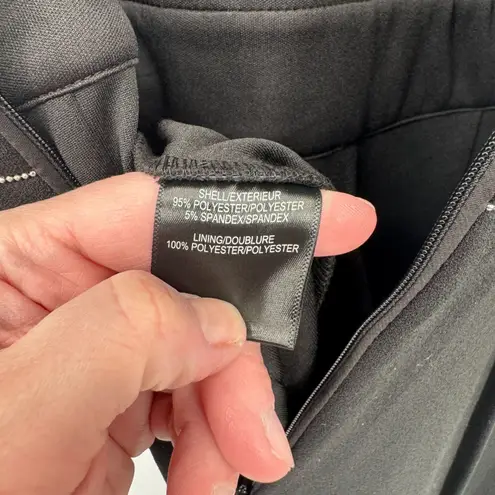 SHELL/EXTERIEUR
95% POLYESTER/POLYESTER
5% SPANDEX/SPANDEX
LINING/DOUBLURE
100% POLYESTER/POLYESTER